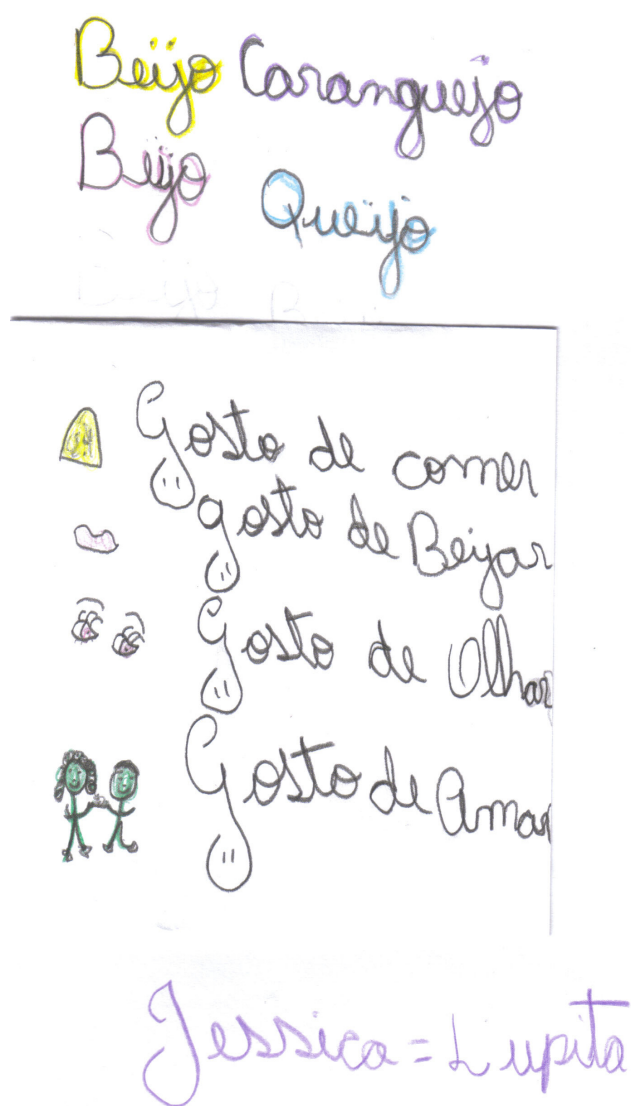 Beijo Caranguejo
Beijo Queijo
Gosto de comer
gosto de Beijar
Gosto de Olhar
Gosto de Amar
Jessica = Lupita